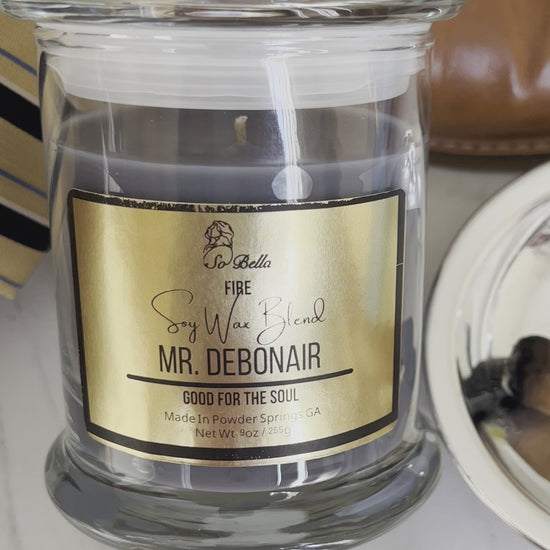 So Bella
FIRE
Soy Wax Blend
MR. DEBONAIR
GOOD FOR THE SOUL
Made In Powder Springs GA
Net Wt. 9oz / 255g